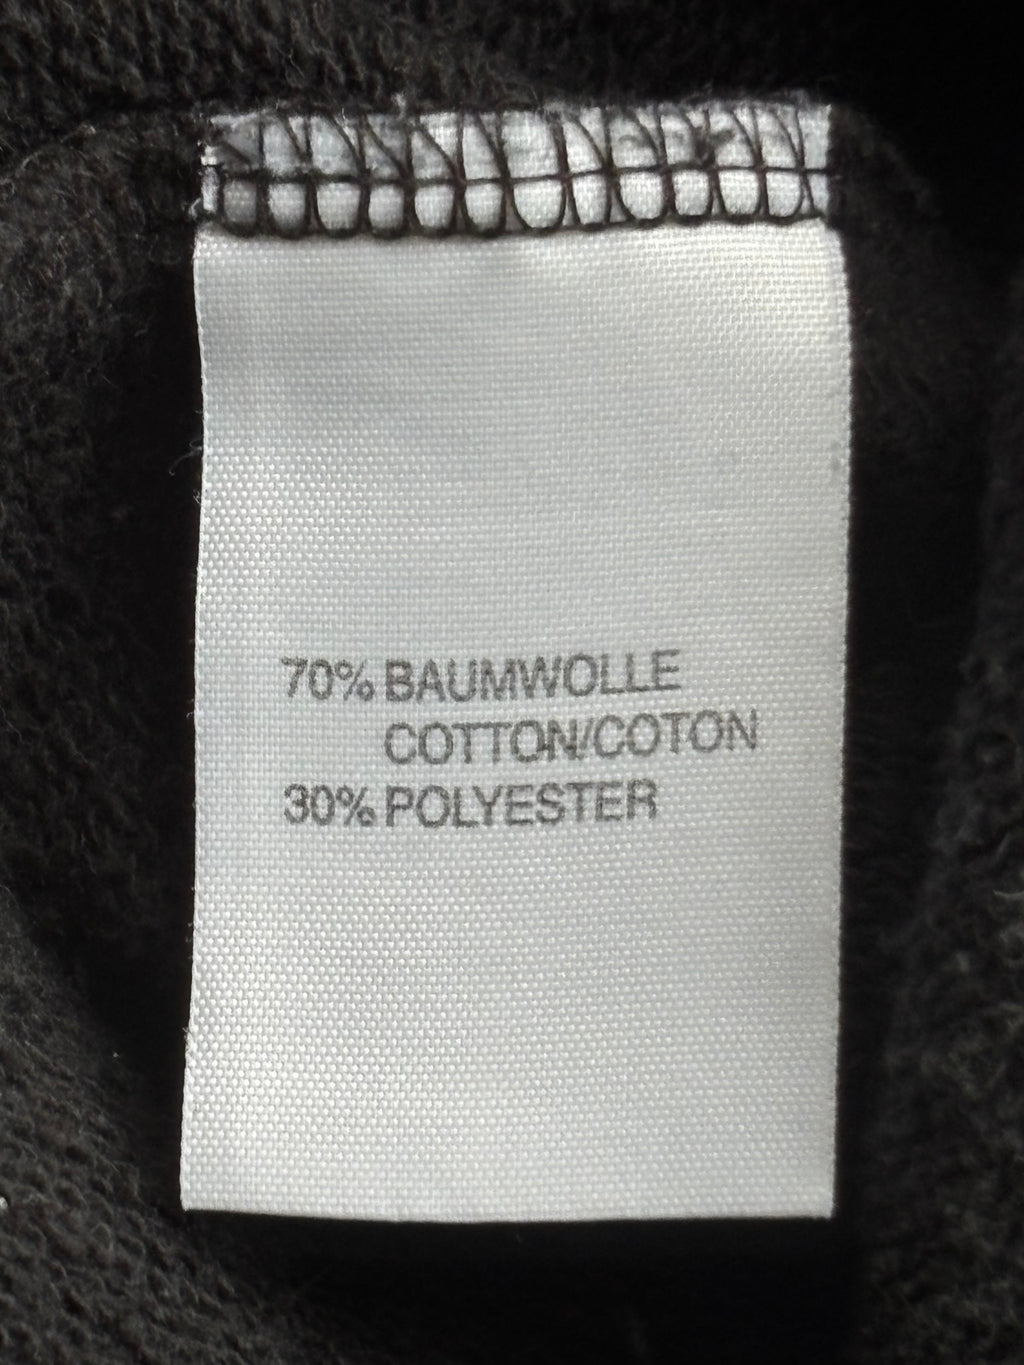 70% BAUMWOLLE
COTTON/COTON
30% POLYESTER